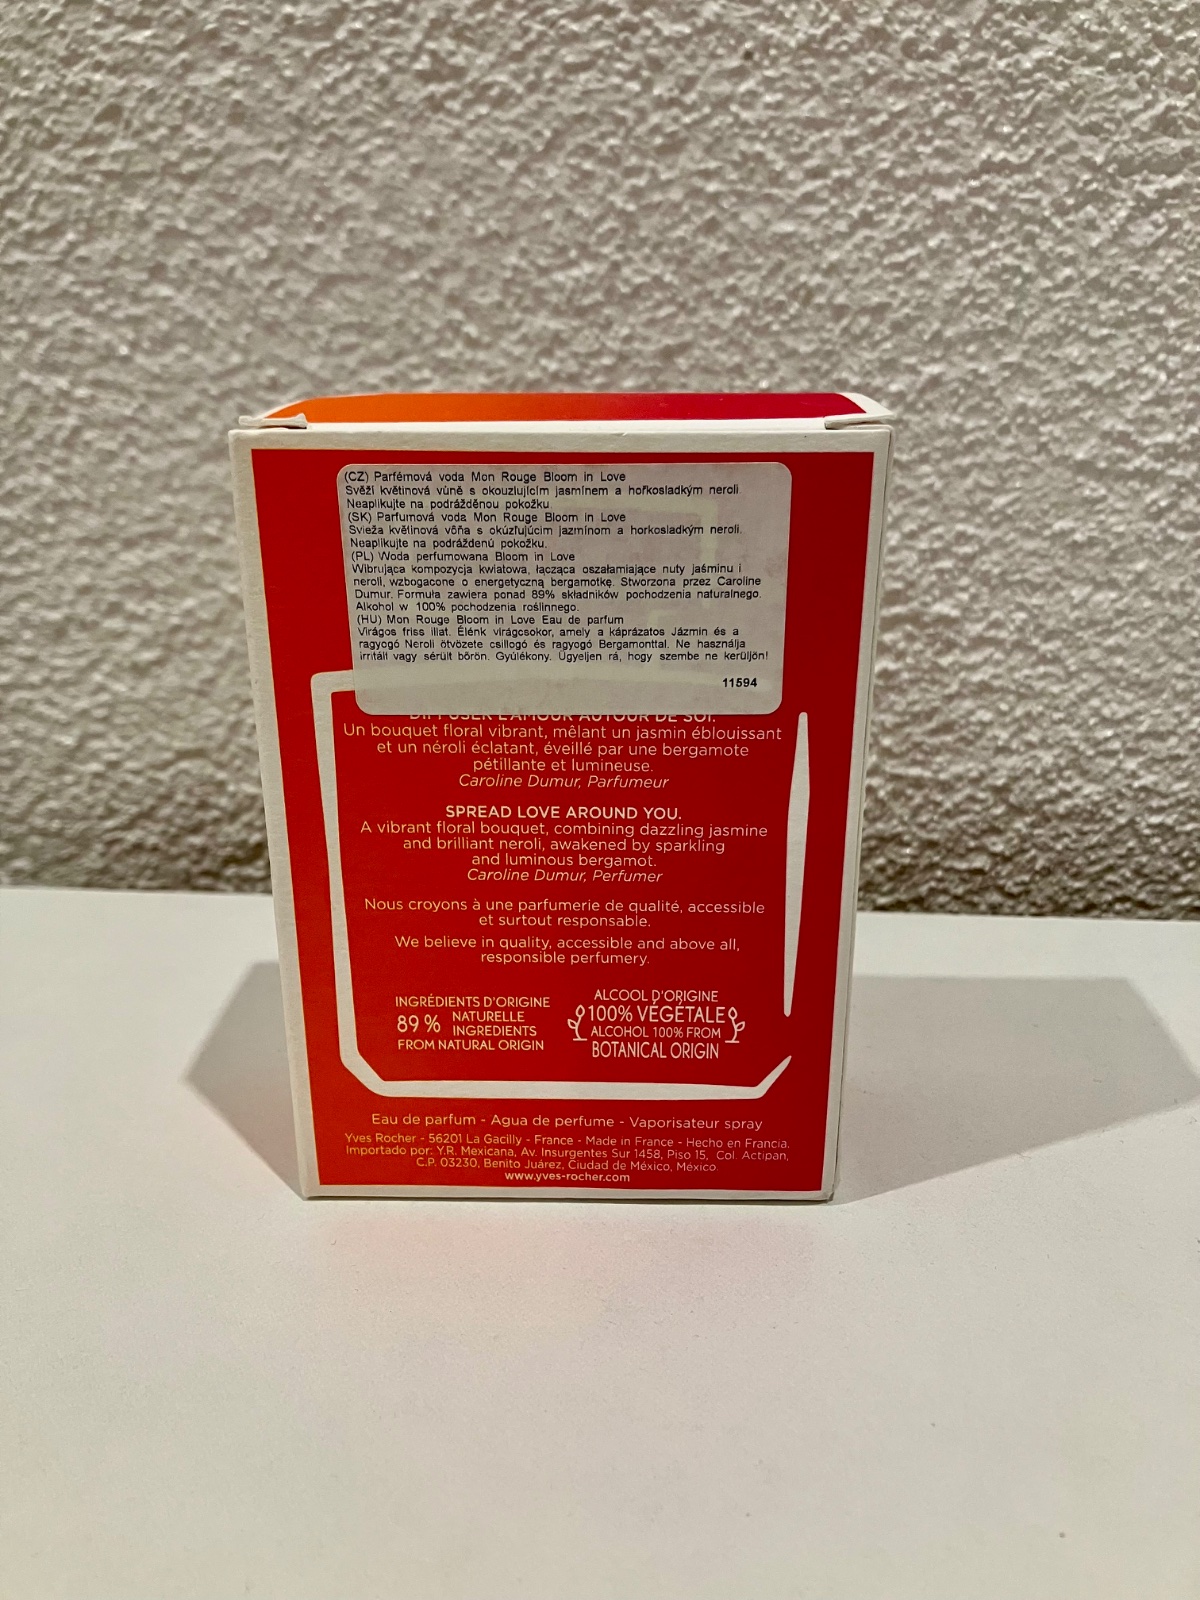 (CZ) Parfémová voda Mon Rouge Bloom in Love
Svěží květinová vůně s okouzlujícím jasmínem a hořkosladkým neroli.
Neaplikujte na podrážděnou pokožku.
(SK) Parfumová voda Mon Rouge Bloom in Love
Svieža kvetinová vôňa s okúzľujúcim jazmínom a horkosladkým neroli.
Neaplikujte na podráždenú pokožku.
(PL) Woda perfumowana Bloom in Love
Wibrująca kompozycja kwiatowa, łącząca oszałamiające nuty jaśminu i
neroli, wzbogacone o energetyczną bergamotkę. Stworzona przez Caroline
Dumur. Formuła zawiera ponad 89% składników pochodzenia naturalnego.
Alkohol w 100% pochodzenia roślinnego.
(HU) Mon Rouge Bloom in Love Eau de parfum
Virágos friss illat. Élénk virágcsokor, amely a káprázatos Jázmin és a
ragyogó Neroli ötvözete csillogó és ragyogó Bergamonttal. Ne használja
irritált vagy sérült bőrön. Gyúlékony. Ügyeljen rá, hogy szembe ne kerüljön!
11594
DIFFUSER L'AMOUR AUTOUR DE SOI.
Un bouquet floral vibrant, mêlant un jasmin éblouissant
et un néroli éclatant, éveillé par une bergamote
pétillante et lumineuse.
Caroline Dumur, Parfumeur
SPREAD LOVE AROUND YOU.
A vibrant floral bouquet, combining dazzling jasmine
and brilliant neroli, awakened by sparkling
and luminous bergamot.
Caroline Dumur, Perfumer
Nous croyons à une parfumerie de qualité, accessible
et surtout responsable.
We believe in quality, accessible and above all,
responsible perfumery.
INGRÉDIENTS D'ORIGINE
89 % NATURELLE
INGREDIENTS
FROM NATURAL ORIGIN
ALCOOL D'ORIGINE
100% VÉGÉTALE
ALCOHOL 100% FROM
BOTANICAL ORIGIN
Eau de parfum - Agua de perfume - Vaporisateur spray
Yves Rocher - 56201 La Gacilly - France - Made in France - Hecho en Francia.
Importado por: Y.R. Mexicana, Av. Insurgentes Sur 1458, Piso 15, Col. Actipan,
C.P. 03230, Benito Juárez, Ciudad de México, México.
www.yves-rocher.com